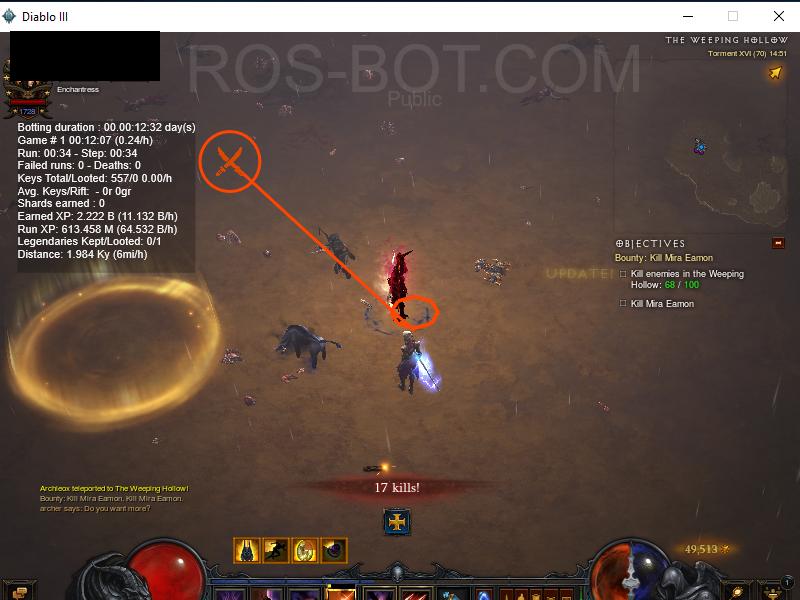 Diablo III
THE WEEPING HOLLOW
Torment XVI (70) 14:51
ROS-BOT.COM
Public
Enchantress
1728
Botting duration : 00.00:12:32 day(s)
Game # 1 00:12:07 (0.24/h)
Run: 00:34 - Step: 00:34
Failed runs: 0 - Deaths: 0
Keys Total/Looted: 557/0 0.00/h
Avg. Keys/Rift:  - 0r 0gr
Shards earned : 0
Earned XP: 2.222 B (11.132 B/h)
Run XP: 613.458 M (64.532 B/h)
Legendaries Kept/Looted: 0/1
Distance: 1.984 Ky (6mi/h)
OBJECTIVES
Bounty: Kill Mira Eamon
Kill enemies in the Weeping
Hollow: 68 / 100
Kill Mira Eamon
UPDATE!
17 kills!
Archleox teleported to The Weeping Hollow!
Bounty: Kill Mira Eamon. Kill Mira Eamon.
archer says: Do you want more?
49,513
1